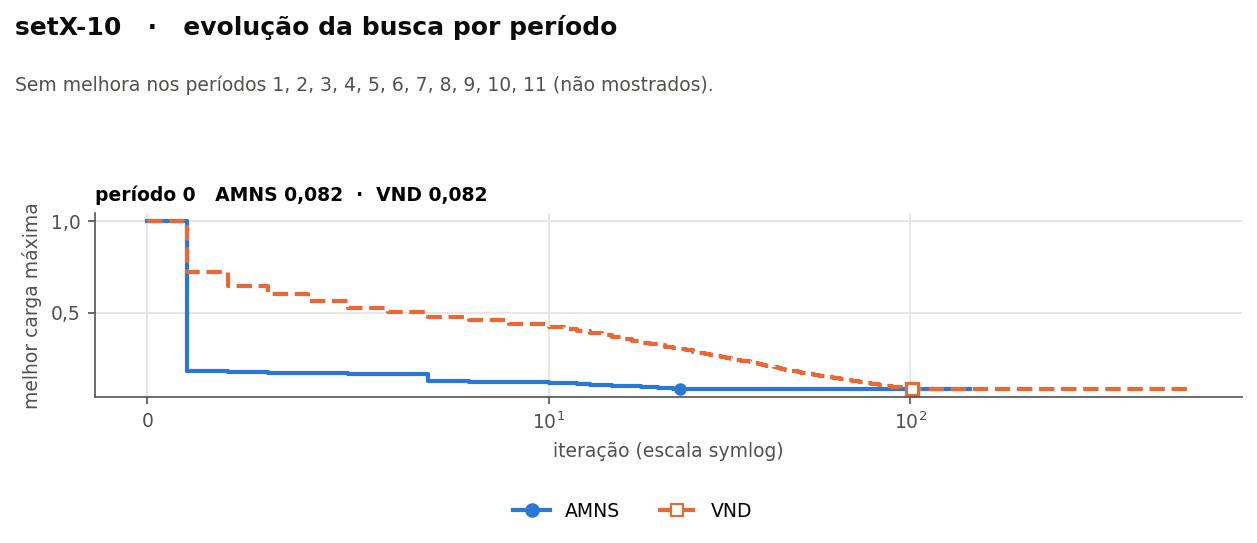 setX-10 · evolução da busca por período
Sem melhora nos períodos 1, 2, 3, 4, 5, 6, 7, 8, 9, 10, 11 (não mostrados).
período 0 AMNS 0,082 · VND 0,082
melhor carga máxima
1,0
0,5
0 10¹ 10²
iteração (escala symlog)
AMNS VND